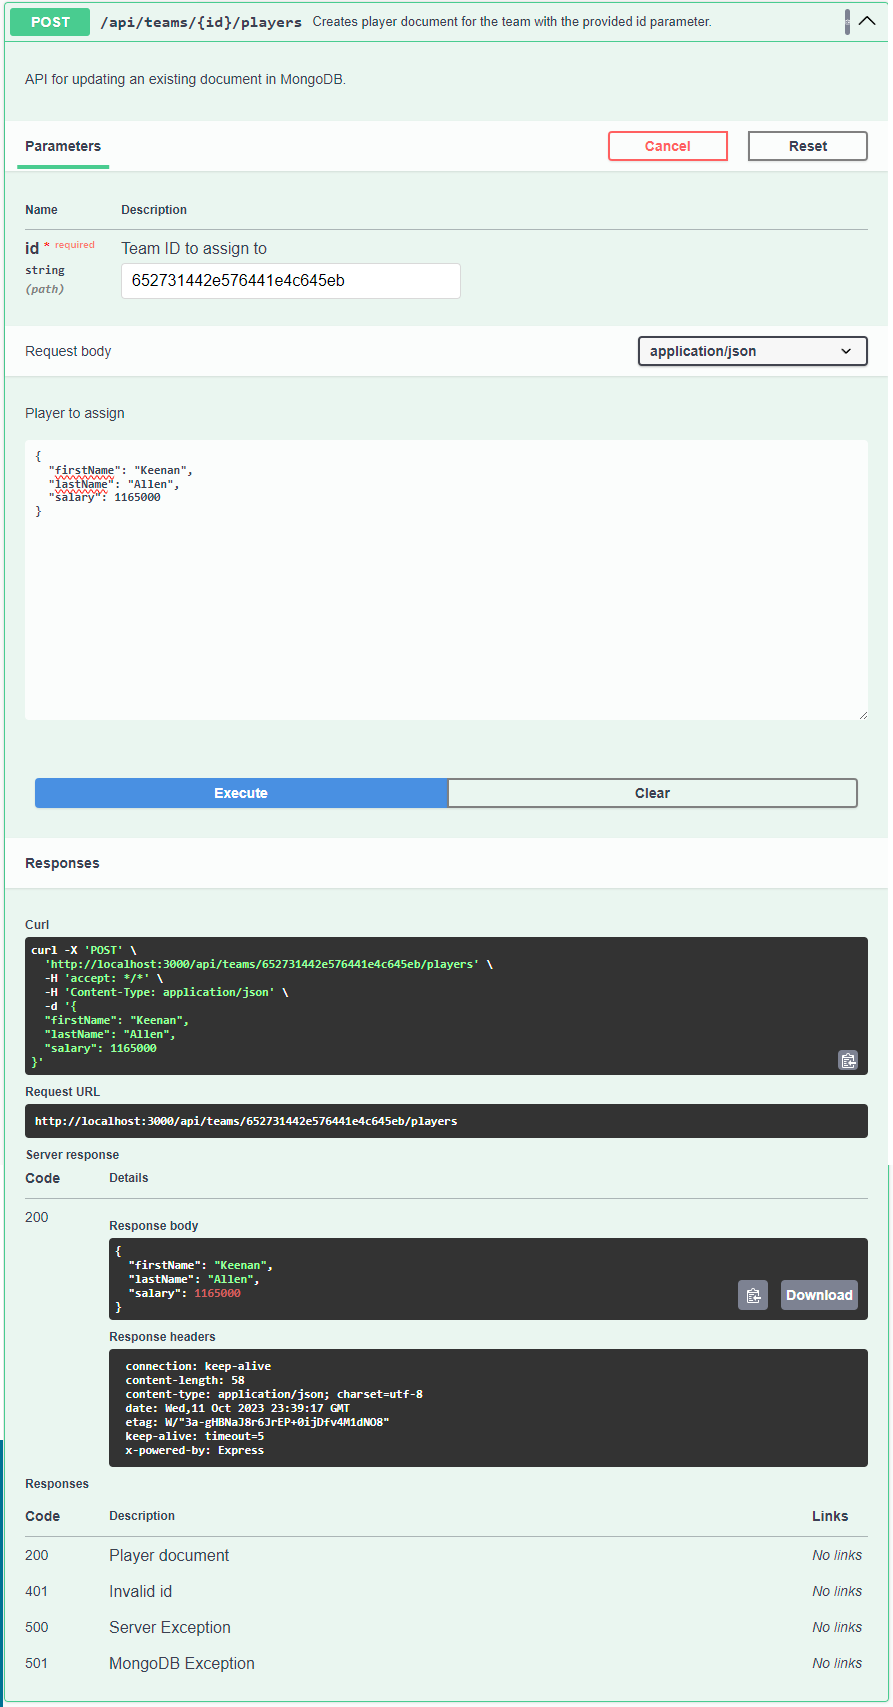 POST /api/teams/{id}/players Creates player document for the team with the provided id parameter.
API for updating an existing document in MongoDB.
Parameters Cancel Reset
Name Description
id * required Team ID to assign to
string 652731442e576441e4c645eb
(path)
Request body application/json
Player to assign
{
"firstName": "Keenan",
"lastName": "Allen",
"salary": 1165000
}
Execute Clear
Responses
Curl
curl -X 'POST' \
'http://localhost:3000/api/teams/652731442e576441e4c645eb/players' \
-H 'accept: */*' \
-H 'Content-Type: application/json' \
-d '{
"firstName": "Keenan",
"lastName": "Allen",
"salary": 1165000
}'
Request URL
http://localhost:3000/api/teams/652731442e576441e4c645eb/players
Server response
Code Details
200
Response body
{
"firstName": "Keenan",
"lastName": "Allen",
"salary": 1165000
}
Download
Response headers
connection: keep-alive
content-length: 58
content-type: application/json; charset=utf-8
date: Wed,11 Oct 2023 23:39:17 GMT
etag: W/"3a-gHBNaJ8r6JrEP+0ijDfv4M1dNO8"
keep-alive: timeout=5
x-powered-by: Express
Responses
Code Description Links
200 Player document No links
401 Invalid id No links
500 Server Exception No links
501 MongoDB Exception No links